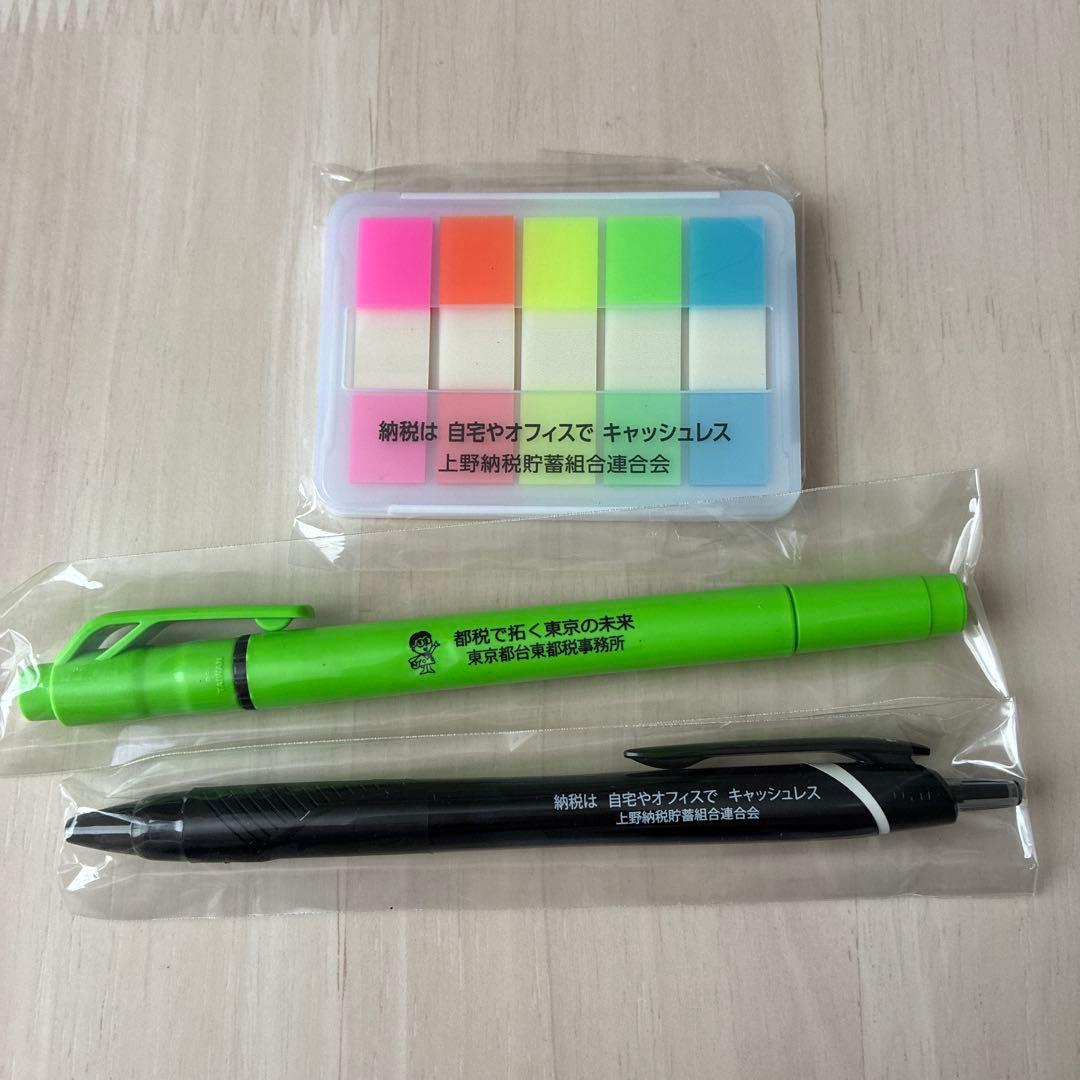 納税は 自宅やオフィスで キャッシュレス
上野納税貯蓄組合連合会
都税で拓く東京の未来
東京都台東都税事務所
TAIWAN
納税は 自宅やオフィスで キャッシュレス
上野納税貯蓄組合連合会